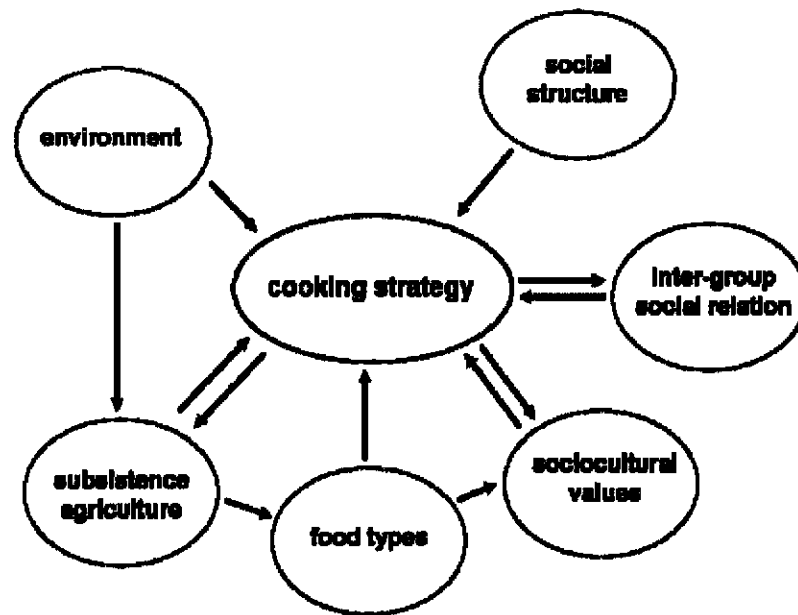 social
structure
environment
cooking strategy
inter-group
social relation
subsistence
agriculture
food types
sociocultural
values